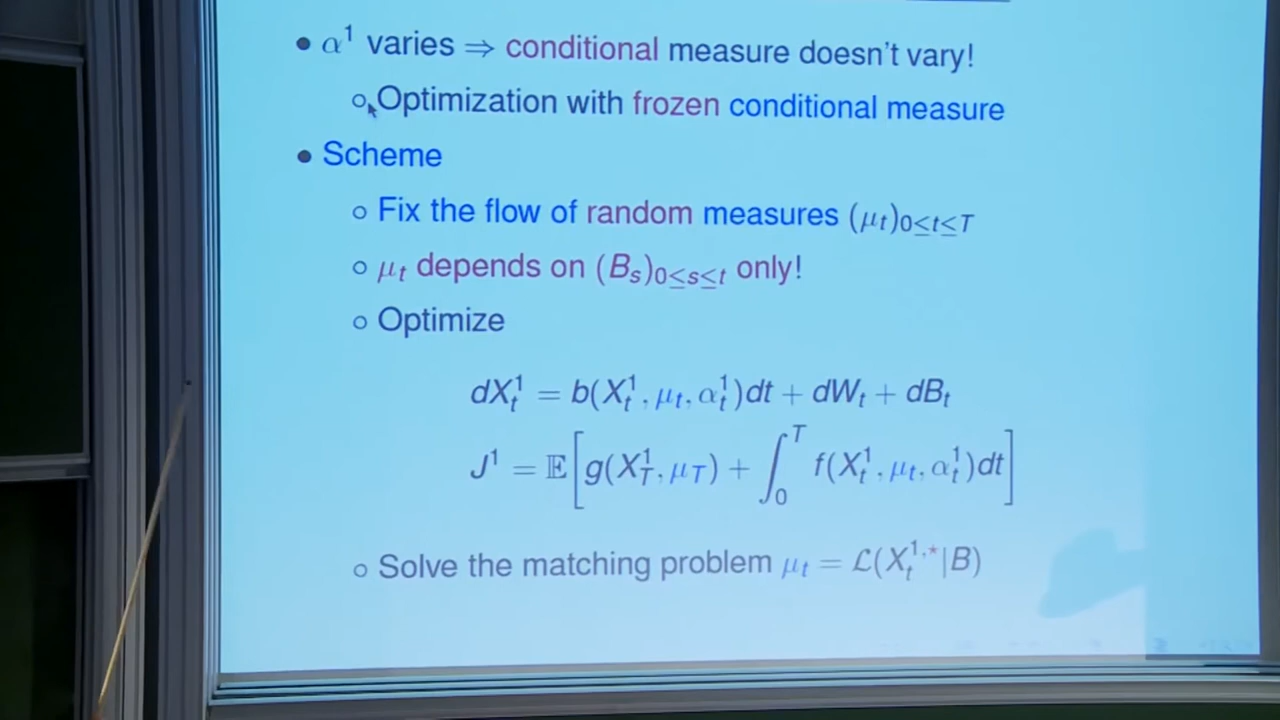 • α¹ varies ⇒ conditional measure doesn't vary!
◦ Optimization with frozen conditional measure
• Scheme
◦ Fix the flow of random measures (μ_t)_{0≤t≤T}
◦ μ_t depends on (B_s)_{0≤s≤t} only!
◦ Optimize
dX_t^1 = b(X_t^1, μ_t, α_t^1)dt + dW_t + dB_t
J^1 = 𝔼[g(X_T^1, μ_T) + ∫_0^T f(X_t^1, μ_t, α_t^1)dt]
◦ Solve the matching problem μ_t = ℒ(X_t^{1,⋆}|B)